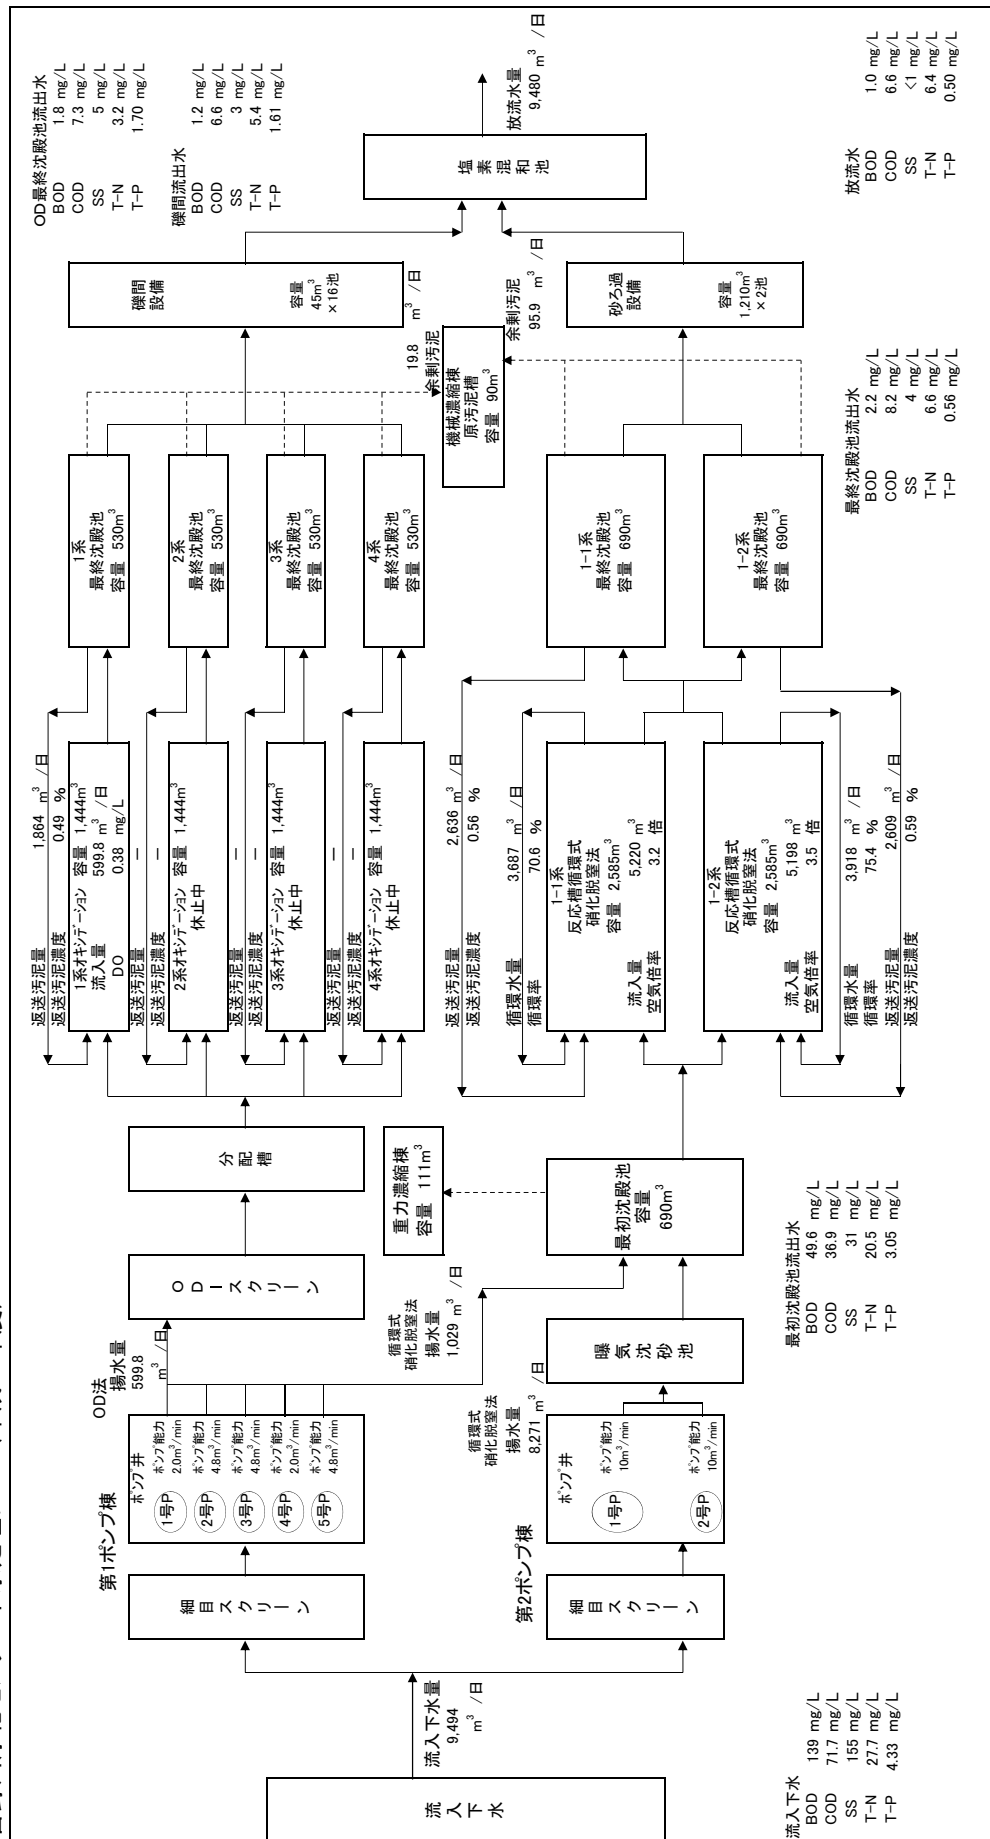 流入下水
流入下水量
9,494
m³ /日
流入下水
BOD 139 mg/L
COD 71.7 mg/L
SS 155 mg/L
T-N 27.7 mg/L
T-P 4.33 mg/L
細目スクリーン
第1ポンプ棟
ポンプ井
1号P
ポンプ能力
2.0m³/min
2号P
ポンプ能力
4.8m³/min
3号P
ポンプ能力
4.8m³/min
4号P
ポンプ能力
2.0m³/min
5号P
ポンプ能力
4.8m³/min
OD法
揚水量
599.8
m³ /日
細目スクリーン
第2ポンプ棟
ポンプ井
1号P
ポンプ能力
10m³/min
2号P
ポンプ能力
10m³/min
循環式
硝化脱窒法
揚水量
8,271 m³ /日
循環式
硝化脱窒法
揚水量
1,029 m³ /日
ODースクリーン
曝気沈砂池
分配槽
重力濃縮棟
容量 111m³
最初沈殿池
容量
690m³
最初沈殿池流出水
BOD 49.6 mg/L
COD 36.9 mg/L
SS 31 mg/L
T-N 20.5 mg/L
T-P 3.05 mg/L
返送汚泥量 1,864 m³ /日
返送汚泥濃度 0.49 %
1系オキシデーション 容量 1,444m³
流入量 599.8 m³ /日
DO 0.38 mg/L
返送汚泥量 ー
返送汚泥濃度 ー
2系オキシデーション 容量 1,444m³
休止中
返送汚泥量 ー
返送汚泥濃度 ー
3系オキシデーション 容量 1,444m³
休止中
返送汚泥量 ー
返送汚泥濃度 ー
4系オキシデーション 容量 1,444m³
休止中
返送汚泥量 2,636 m³ /日
返送汚泥濃度 0.56 %
循環水量 3,687 m³ /日
循環率 70.6 %
1-1系
反応槽循環式
硝化脱窒法
容量 2,585m³
流入量 5,220 m³
空気倍率 3.2 倍
1-2系
反応槽循環式
硝化脱窒法
容量 2,585m³
流入量 5,198 m³
空気倍率 3.5 倍
循環水量 3,918 m³ /日
循環率 75.4 %
返送汚泥量 2,609 m³ /日
返送汚泥濃度 0.59 %
1系
最終沈殿池
容量 530m³
2系
最終沈殿池
容量 530m³
3系
最終沈殿池
容量 530m³
4系
最終沈殿池
容量 530m³
機械濃縮棟
原汚泥槽
容量 90m³
余剰汚泥
19.8 m³ /日
余剰汚泥
95.9 m³ /日
1-1系
最終沈殿池
容量 690m³
1-2系
最終沈殿池
容量 690m³
最終沈殿池流出水
BOD 2.2 mg/L
COD 8.2 mg/L
SS 4 mg/L
T-N 6.6 mg/L
T-P 0.56 mg/L
礫間
設備
容量
45m³
×16池
砂ろ過
設備
容量
1,210m³
×2池
OD最終沈殿池流出水
BOD 1.8 mg/L
COD 7.3 mg/L
SS 5 mg/L
T-N 3.2 mg/L
T-P 1.70 mg/L
礫間流出水
BOD 1.2 mg/L
COD 6.6 mg/L
SS 3 mg/L
T-N 5.4 mg/L
T-P 1.61 mg/L
塩素混和池
放流水量
9,480 m³ /日
放流水
BOD 1.0 mg/L
COD 6.6 mg/L
SS <1 mg/L
T-N 6.4 mg/L
T-P 0.50 mg/L